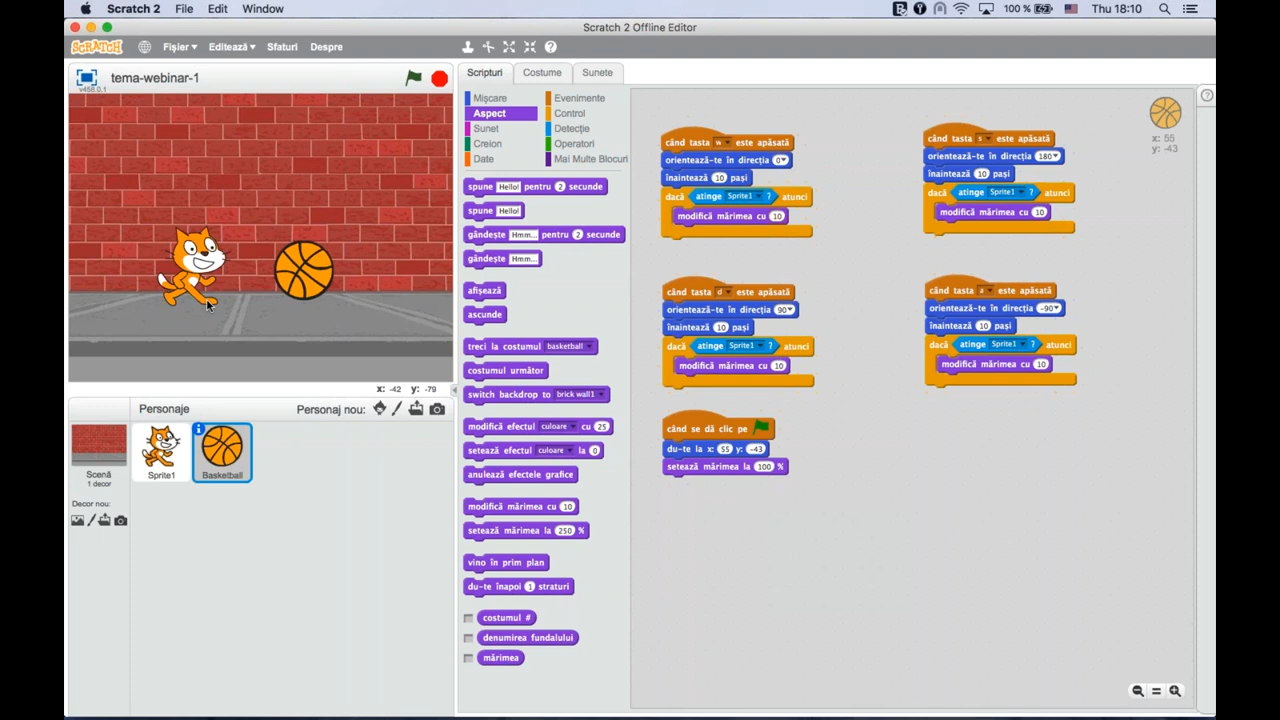 Scratch 2 File Edit Window 100 % Thu 18:10
Scratch 2 Offline Editor
SCRATCH Fișier Editează Sfaturi Despre
tema-webinar-1
v458.0.1
x: -42 y: -79
Personaje Personaj nou:
Scenă
1 decor
Decor nou:
Sprite1
Basketball
Scripturi Costume Sunete
Mișcare Evenimente
Aspect Control
Sunet Detecție
Creion Operatori
Date Mai Multe Blocuri
spune Hello! pentru 2 secunde
spune Hello!
gândește Hmm... pentru 2 secunde
gândește Hmm...
afișează
ascunde
treci la costumul basketball
costumul următor
switch backdrop to brick wall1
modifică efectul culoare cu 25
setează efectul culoare la 0
anulează efectele grafice
modifică mărimea cu 10
setează mărimea la 250 %
vino în prim plan
du-te înapoi 1 straturi
costumul #
denumirea fundalului
mărimea
când tasta w este apăsată
orientează-te în direcția 0
înaintează 10 pași
dacă atinge Sprite1 ? atunci
modifică mărimea cu 10
când tasta s este apăsată
orientează-te în direcția 180
înaintează 10 pași
dacă atinge Sprite1 ? atunci
modifică mărimea cu 10
când tasta d este apăsată
orientează-te în direcția 90
înaintează 10 pași
dacă atinge Sprite1 ? atunci
modifică mărimea cu 10
când tasta a este apăsată
orientează-te în direcția -90
înaintează 10 pași
dacă atinge Sprite1 ? atunci
modifică mărimea cu 10
când se dă clic pe
du-te la x: 55 y: -43
setează mărimea la 100 %
x: 55
y: -43